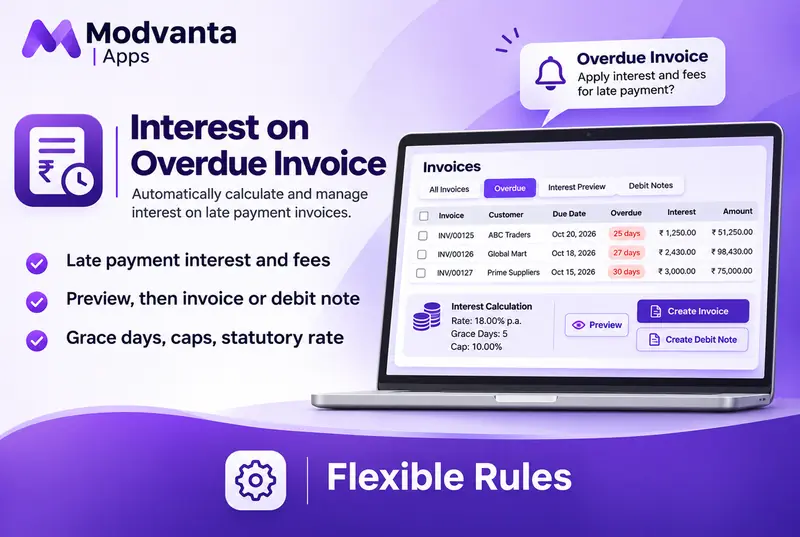 Modvanta
| Apps
Overdue Invoice
Apply interest and fees
for late payment?
₹
Interest on
Overdue Invoice
Automatically calculate and manage
interest on late payment invoices.
Late payment interest and fees
Preview, then invoice or debit note
Grace days, caps, statutory rate
Invoices
All Invoices Overdue Interest Preview Debit Notes
Invoice Customer Due Date Overdue Interest Amount
INV/00125 ABC Traders Oct 20, 2026 25 days ₹ 1,250.00 ₹ 51,250.00
INV/00126 Global Mart Oct 18, 2026 27 days ₹ 2,430.00 ₹ 98,430.00
INV/00127 Prime Suppliers Oct 15, 2026 30 days ₹ 3,000.00 ₹ 75,000.00
Interest Calculation
Rate: 18.00% p.a.
Grace Days: 5
Cap: 10.00%
Preview
Create Invoice
Create Debit Note
Flexible Rules